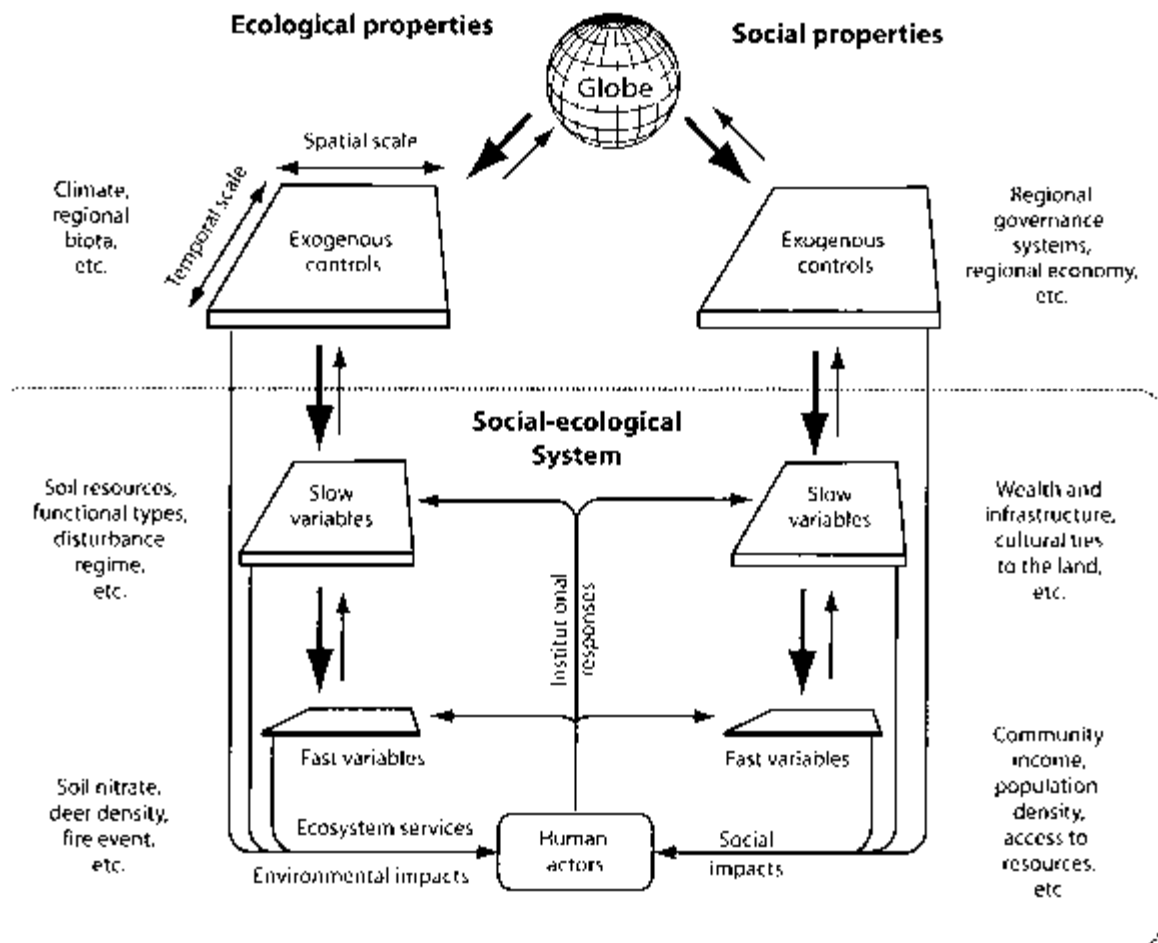 Ecological properties
Social properties
Globe
Spatial scale
Temporal scale
Climate,
regional
biota,
etc.
Exogenous
controls
Exogenous
controls
Regional
governance
systems,
regional economy,
etc.
Social-ecological
System
Soil resources,
functional types,
disturbance
regime,
etc.
Slow
variables
Slow
variables
Wealth and
infrastructure,
cultural ties
to the land,
etc.
Institutional
responses
Fast variables
Fast variables
Soil nitrate,
deer density,
fire event,
etc.
Community
income,
population
density,
access to
resources,
etc
Ecosystem services
Environmental impacts
Human
actors
Social
impacts